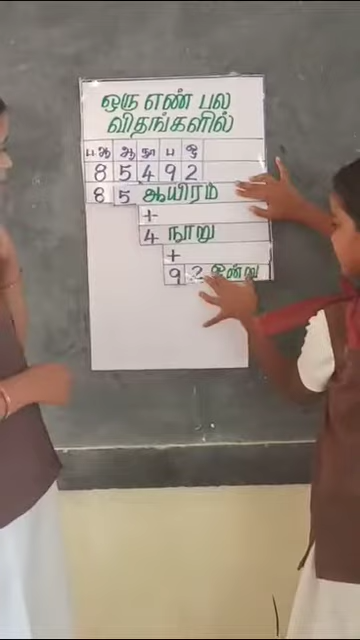 ஒரு எண் பல
விதங்களில்
ப.ஆ ஆ நூ ப ஒ
8 5 4 9 2
8 5 ஆயிரம்
+
4 நூறு
+
9 2 ஒன்று